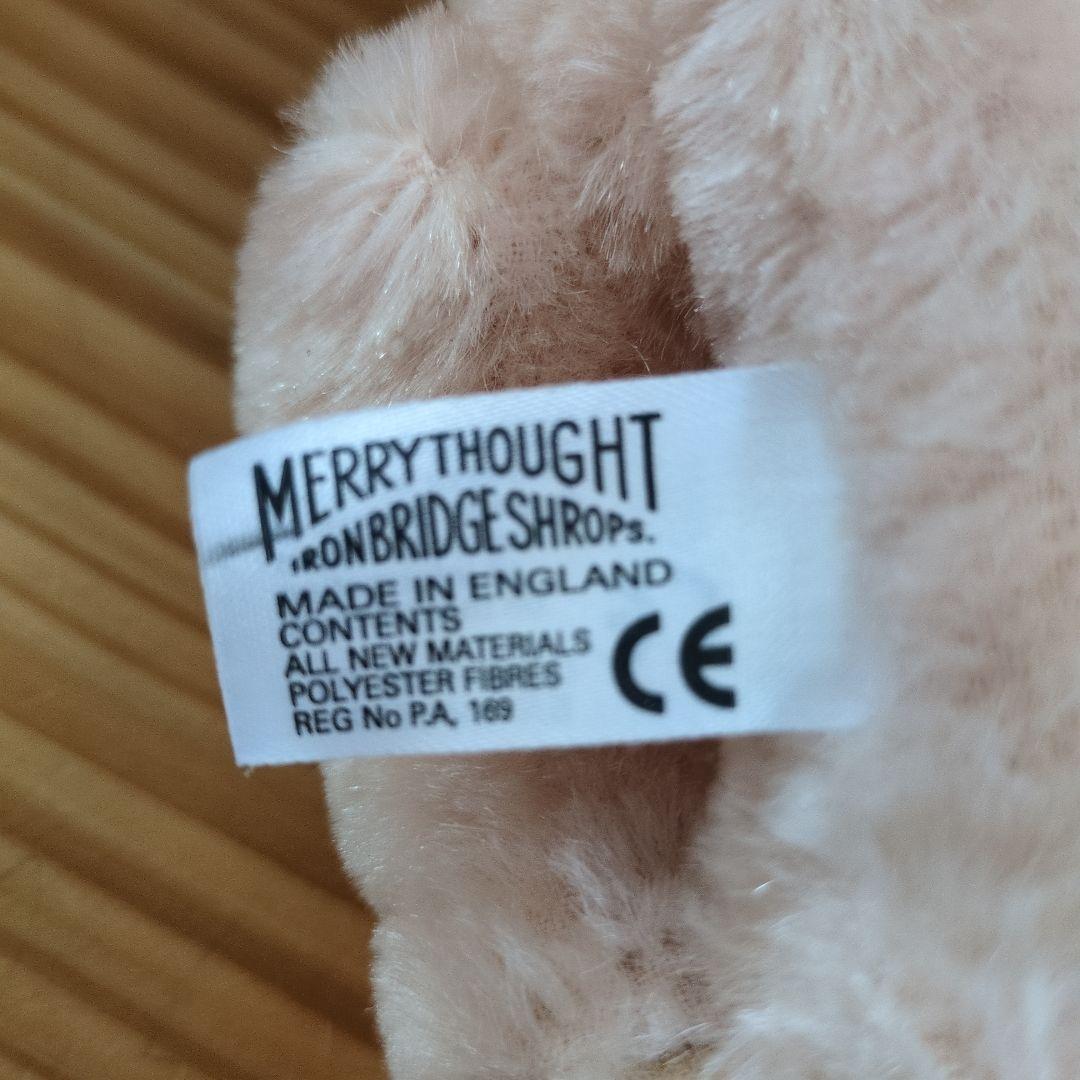 MERRYTHOUGHT
IRONBRIDGE SHROPS.
MADE IN ENGLAND
CONTENTS
ALL NEW MATERIALS
POLYESTER FIBRES
REG No P.A, 169
CE